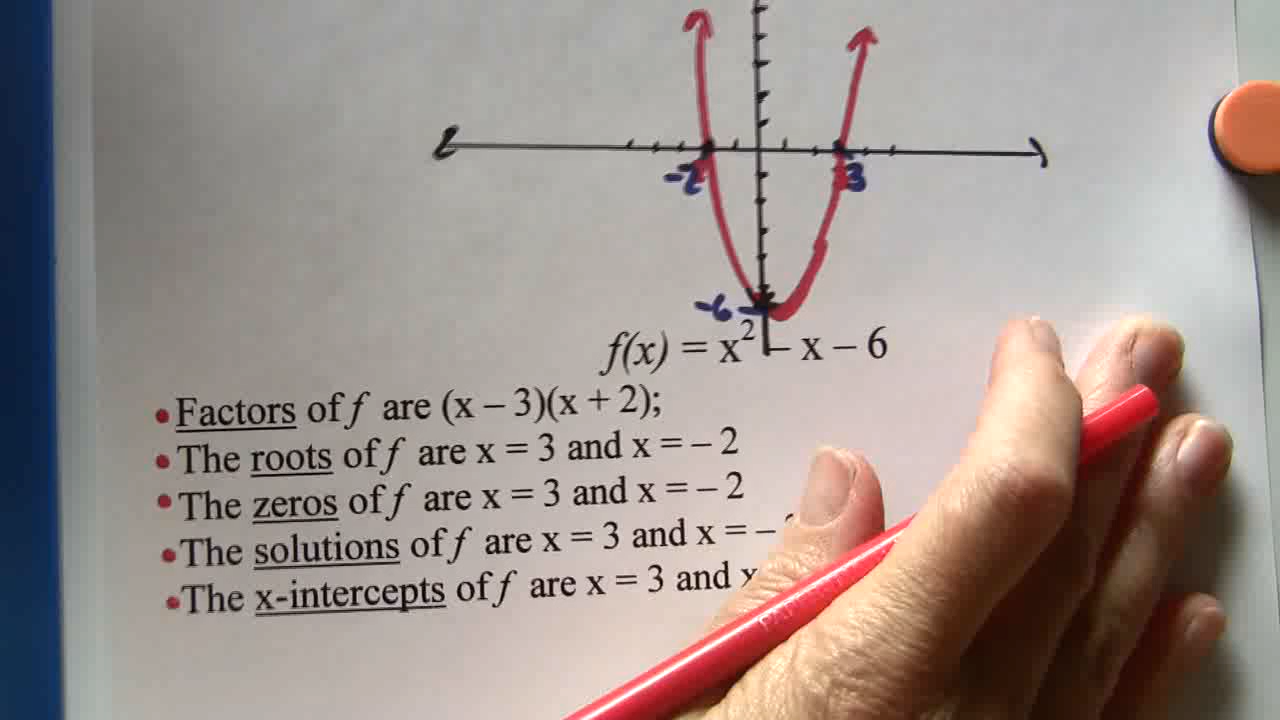 -2 3
-6
f(x) = x² – x – 6
• Factors of f are (x – 3)(x + 2);
• The roots of f are x = 3 and x = – 2
• The zeros of f are x = 3 and x = – 2
• The solutions of f are x = 3 and x = –
• The x-intercepts of f are x = 3 and x